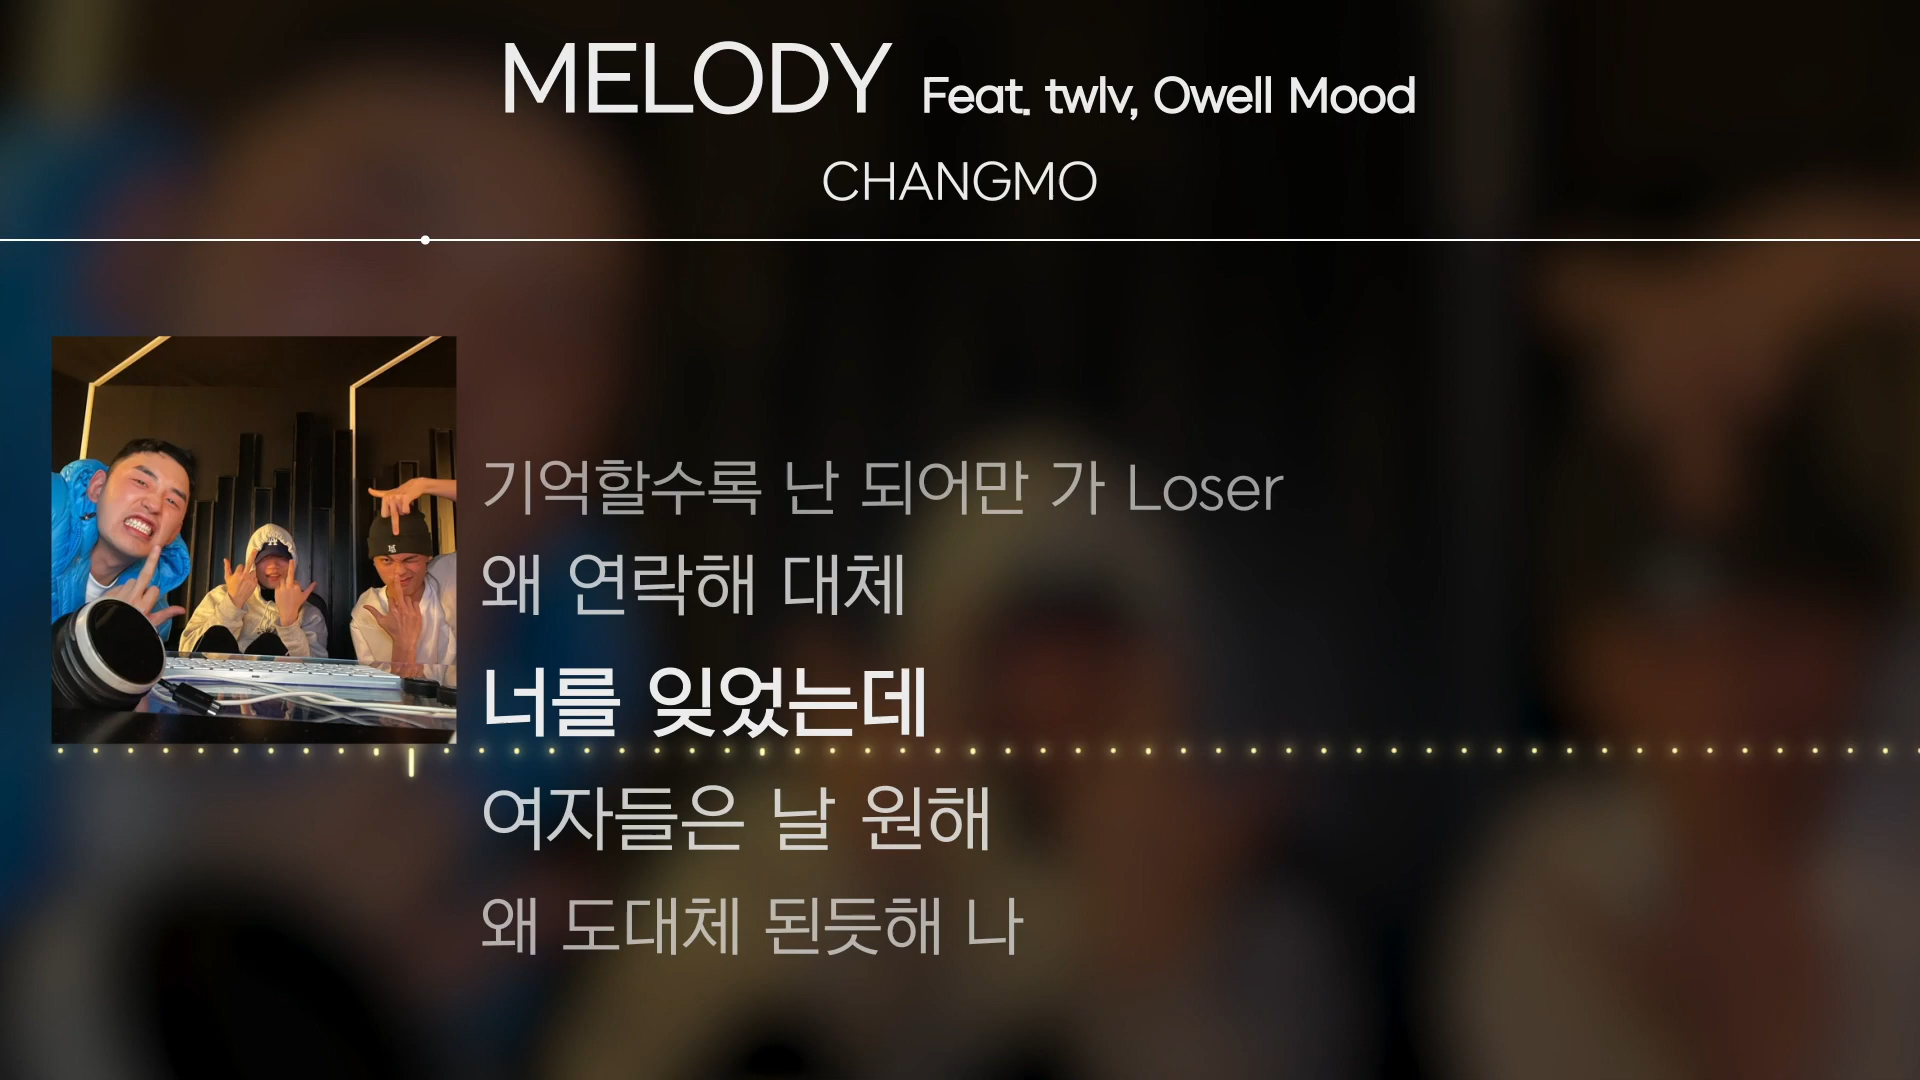 MELODY Feat. twlv, Owell Mood
CHANGMO
기억할수록 난 되어만 가 Loser
왜 연락해 대체
너를 잊었는데
여자들은 날 원해
왜 도대체 된듯해 나